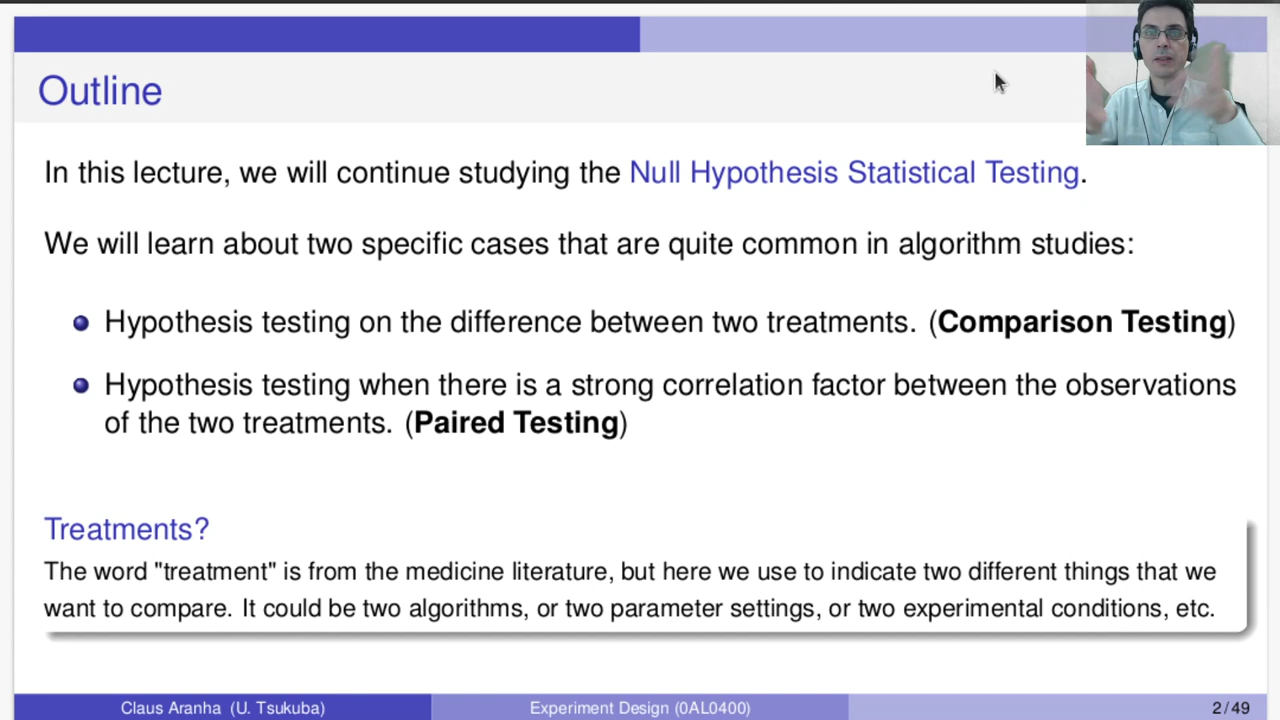 Outline
In this lecture, we will continue studying the Null Hypothesis Statistical Testing.
We will learn about two specific cases that are quite common in algorithm studies:
Hypothesis testing on the difference between two treatments. (Comparison Testing)
Hypothesis testing when there is a strong correlation factor between the observations
of the two treatments. (Paired Testing)
Treatments?
The word "treatment" is from the medicine literature, but here we use to indicate two different things that we
want to compare. It could be two algorithms, or two parameter settings, or two experimental conditions, etc.
Claus Aranha (U. Tsukuba)
Experiment Design (0AL0400)
2/49